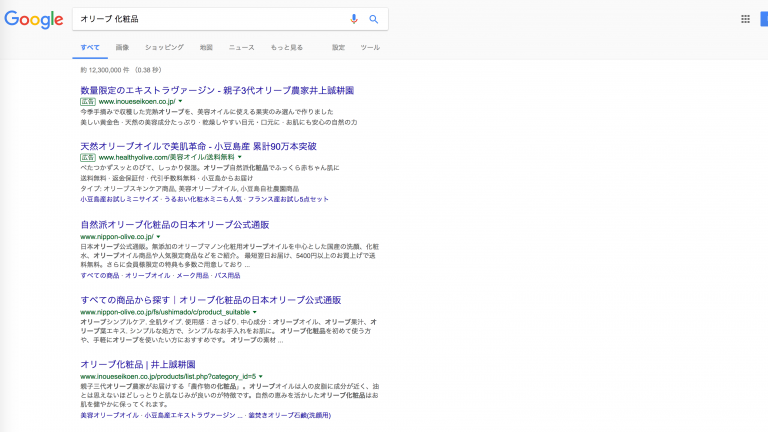 Google
オリーブ 化粧品
すべて 画像 ショッピング 地図 ニュース もっと見る 設定 ツール
約 12,300,000 件 （0.38 秒）
数量限定のエキストラヴァージン - 親子3代オリーブ農家井上誠耕園
広告 www.inoueseikoen.co.jp/
今季手摘みで収穫した完熟オリーブを、美容オイルに使える果実のみ選んで作りました
美しい黄金色 · 天然の美容成分たっぷり · 乾燥しやすい目元・口元に · お肌にも安心の自然の力
天然オリーブオイルで美肌革命 - 小豆島産 累計90万本突破
広告 www.healthyolive.com/美容オイル/送料無料
べたつかずスッとのびて、しっかり保湿。オリーブ自然派化粧品でふっくら赤ちゃん肌に
送料無料 · 返金保証付 · 代引手数料無料 · 小豆島からお届け
タイプ: オリーブスキンケア商品, 美容オリーブオイル, 小豆島自社農園商品
小豆島産お試しミニサイズ · うるおい化粧水ミニも人気 · フランス産お試し5点セット
自然派オリーブ化粧品の日本オリーブ公式通販
www.nippon-olive.co.jp/
日本オリーブ公式通販。無添加のオリーブマノン化粧用オリーブオイルを中心とした国産の洗顔、化粧
水、オリーブオイル商品や人気限定商品などをご紹介。 最短翌日お届け、5400円以上のお買上げで送
料無料。さらに会員様限定の特典も多数ご用意しており ...
すべての商品 · オリーブオイル · メーク用品 · バス用品
すべての商品から探す｜オリーブ化粧品の日本オリーブ公式通販
www.nippon-olive.co.jp/fs/ushimado/c/product_suitable
オリーブシンプルケア. 全肌タイプ. 使用感：さっぱり. 中心成分：オリーブオイル、オリーブ果汁、オ
リーブ葉エキス. シンプルな処方で、シンプルなお手入れをお肌に。 オリーブ化粧品を初めて使う方
や、手軽にオリーブを使いたい方におすすめです。 オリーブの素材 ...
オリーブ化粧品 | 井上誠耕園
www.inoueseikoen.co.jp/products/list.php?category_id=5
親子三代オリーブ農家がお届けする「農作物の化粧品」。オリーブオイルは人の皮脂に成分が近く、油
とは思えないほどしっとりと肌なじみが良いのが特徴です。自然の恵みを活かしたオリーブ化粧品はお
肌を健やかに保ってくれます。
美容オリーブオイル · 小豆島産エキストラヴァージン ... · 釜焚きオリーブ石鹸(洗顔用)